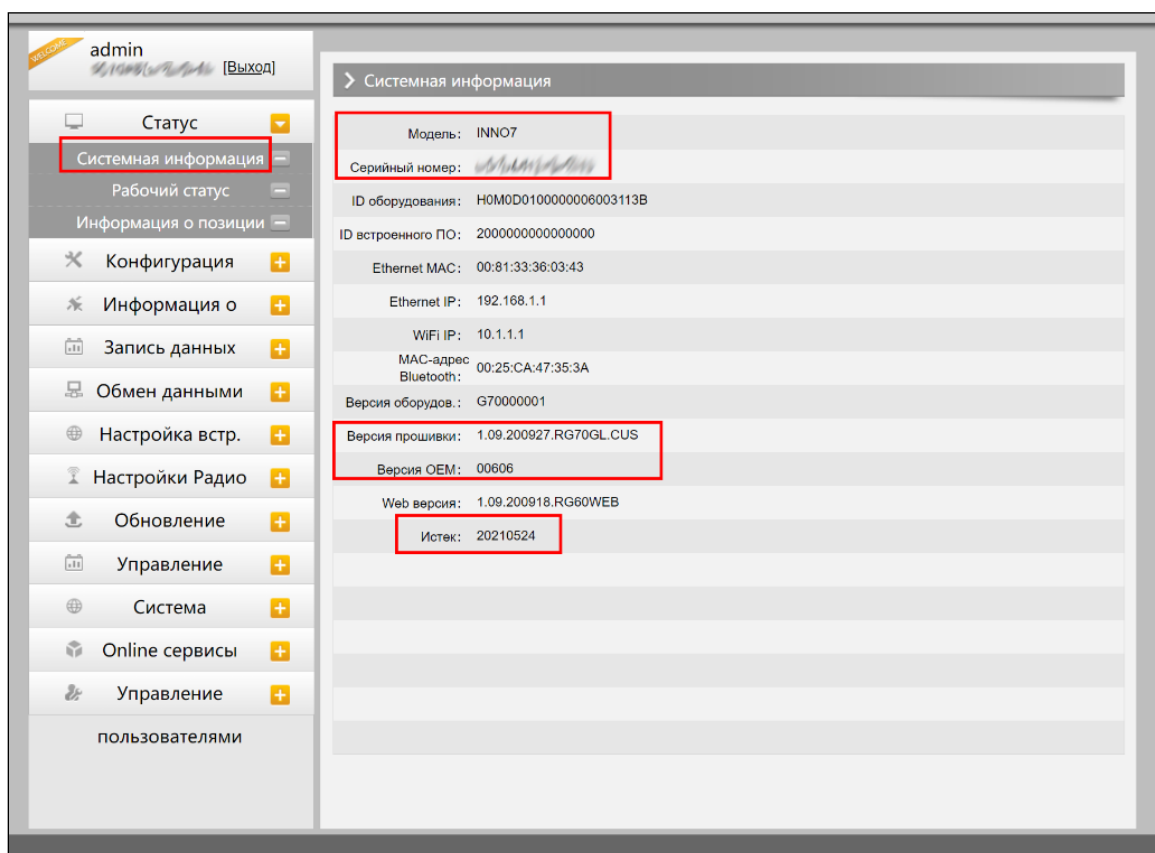 WELCOME
admin
[Выход]
Статус
Системная информация
Рабочий статус
Информация о позиции
Конфигурация
Информация о
Запись данных
Обмен данными
Настройка встр.
Настройки Радио
Обновление
Управление
Система
Online сервисы
Управление
пользователями
Системная информация
Модель: INNO7
Серийный номер:
ID оборудования: H0M0D0100000006003113B
ID встроенного ПО: 2000000000000000
Ethernet MAC: 00:81:33:36:03:43
Ethernet IP: 192.168.1.1
WiFi IP: 10.1.1.1
MAC-адрес
Bluetooth: 00:25:CA:47:35:3A
Версия оборудов.: G70000001
Версия прошивки: 1.09.200927.RG70GL.CUS
Версия OEM: 00606
Web версия: 1.09.200918.RG60WEB
Истек: 20210524